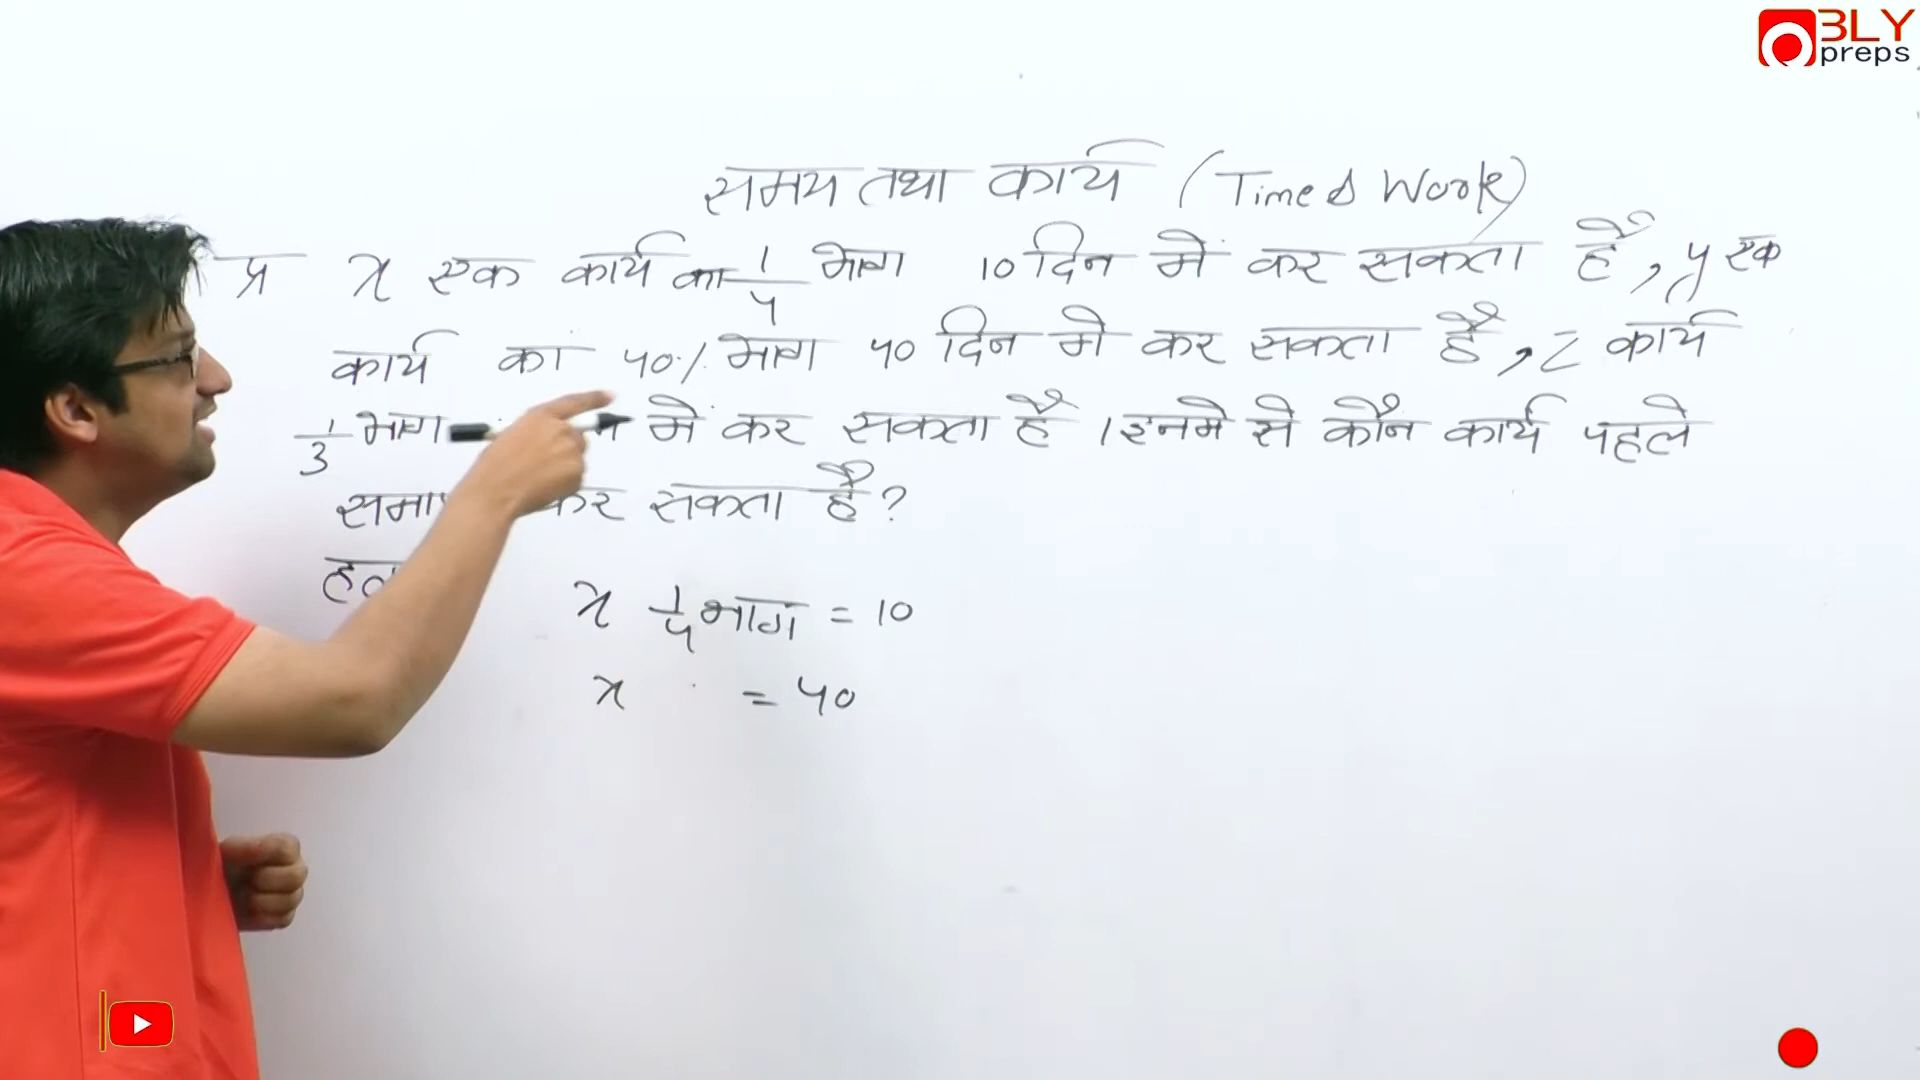 3LY
preps
समय तथा कार्य (Time & Work)
प्र x एक कार्य का 1/4 भाग 10 दिन में कर सकता है, y एक
कार्य का 40% भाग 40 दिन मे कर सकता है, z कार्य
1/3 भाग में कर सकता है । इनमे से कौन कार्य पहले
कर सकता है ?
x 1/4 भाग = 10
x = 40